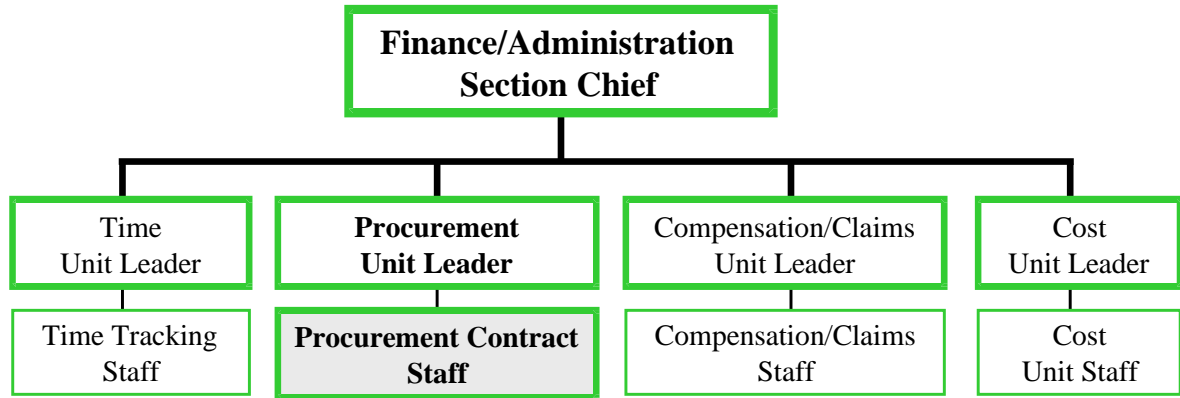 Finance/Administration
Section Chief
Time
Unit Leader
Procurement
Unit Leader
Compensation/Claims
Unit Leader
Cost
Unit Leader
Time Tracking
Staff
Procurement Contract
Staff
Compensation/Claims
Staff
Cost
Unit Staff